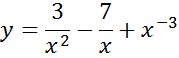 y = 3/x² − 7/x + x⁻³